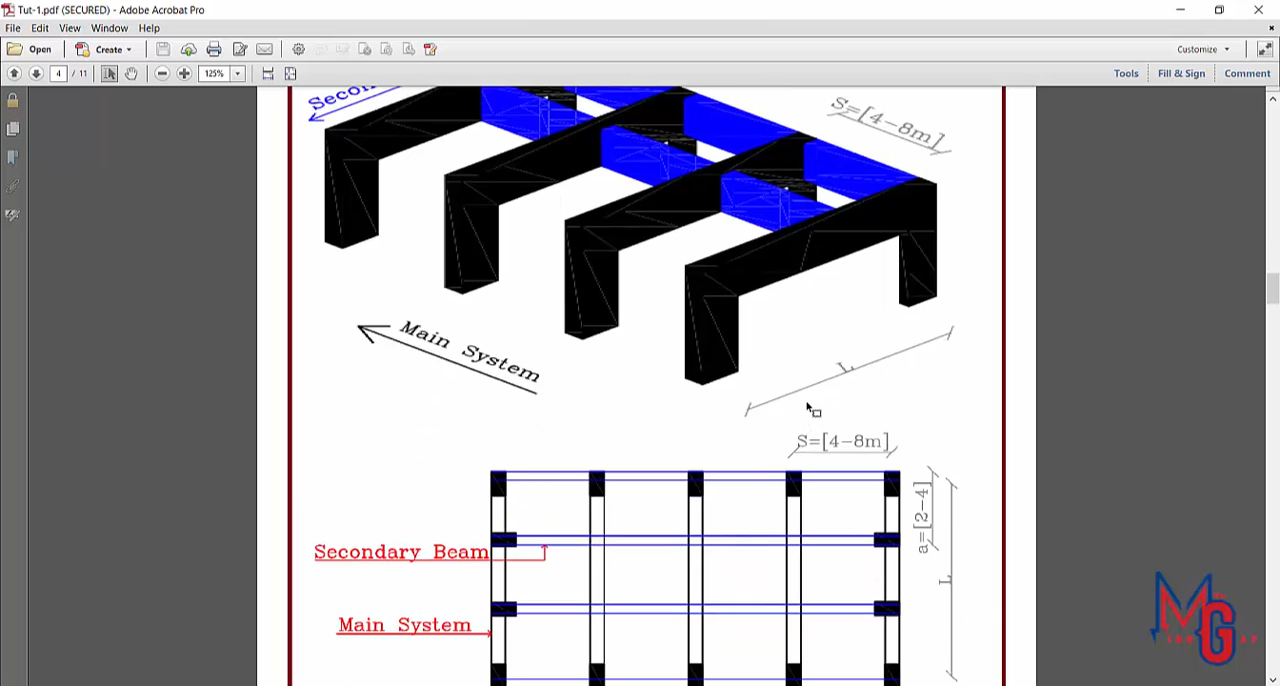 Tut-1.pdf (SECURED) - Adobe Acrobat Pro
File Edit View Window Help
Open Create Customize
4 / 11 125% Tools Fill & Sign Comment
S=[4-8m]
Main System
L
S=[4-8m]
a=[2-4]
L
Secondary Beam
Main System
MG